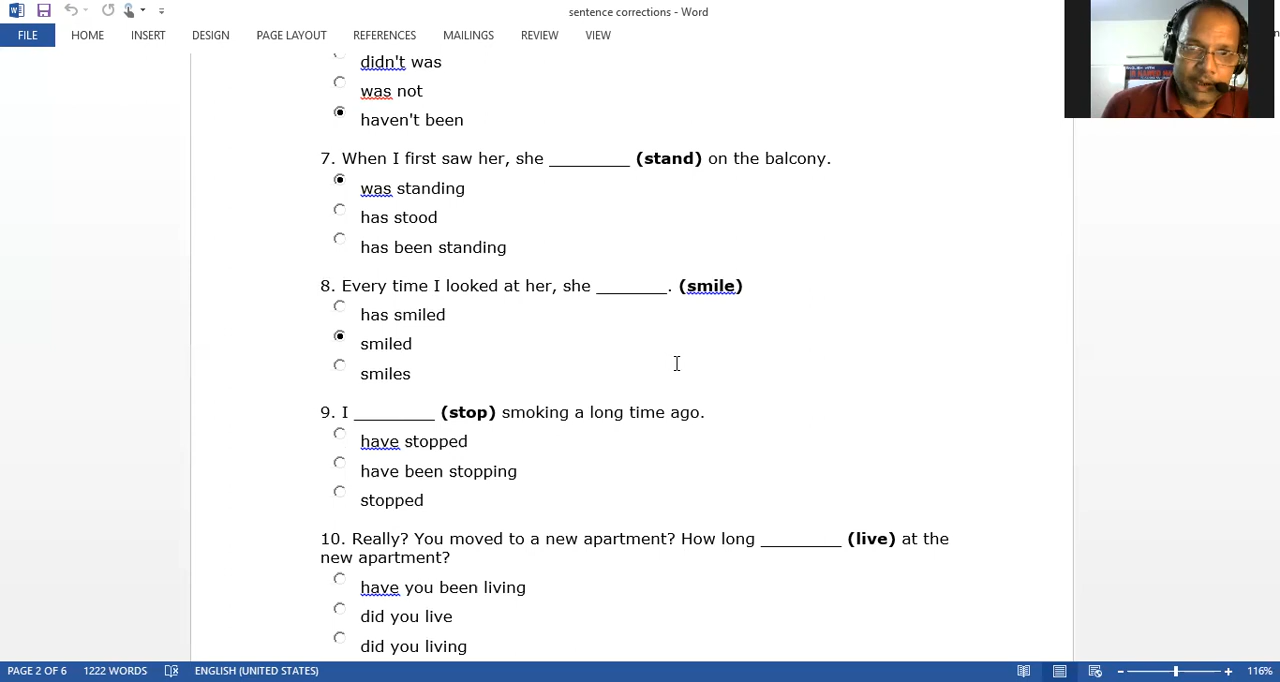 sentence corrections - Word
FILE HOME INSERT DESIGN PAGE LAYOUT REFERENCES MAILINGS REVIEW VIEW
didn't was
was not
haven't been
7. When I first saw her, she _________ (stand) on the balcony.
was standing
has stood
has been standing
8. Every time I looked at her, she ________. (smile)
has smiled
smiled
smiles
9. I _________ (stop) smoking a long time ago.
have stopped
have been stopping
stopped
10. Really? You moved to a new apartment? How long _________ (live) at the
new apartment?
have you been living
did you live
did you living
PAGE 2 OF 6 1222 WORDS ENGLISH (UNITED STATES) 116%